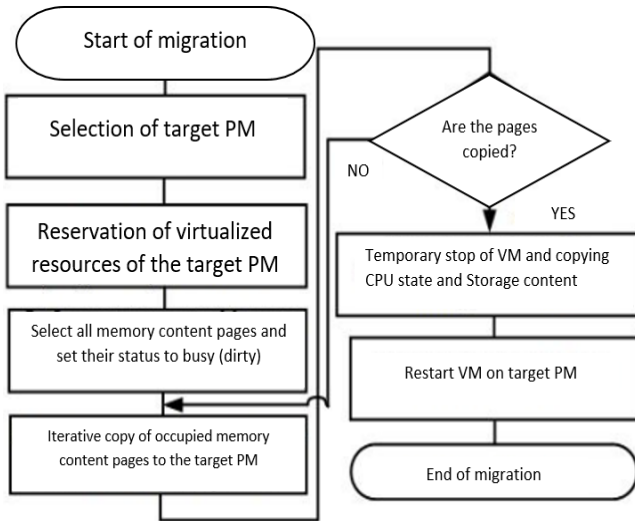 Start of migration
Selection of target PM
Reservation of virtualized
resources of the target PM
Select all memory content pages and
set their status to busy (dirty)
Iterative copy of occupied memory
content pages to the target PM
Are the pages
copied?
NO
YES
Temporary stop of VM and copying
CPU state and Storage content
Restart VM on target PM
End of migration